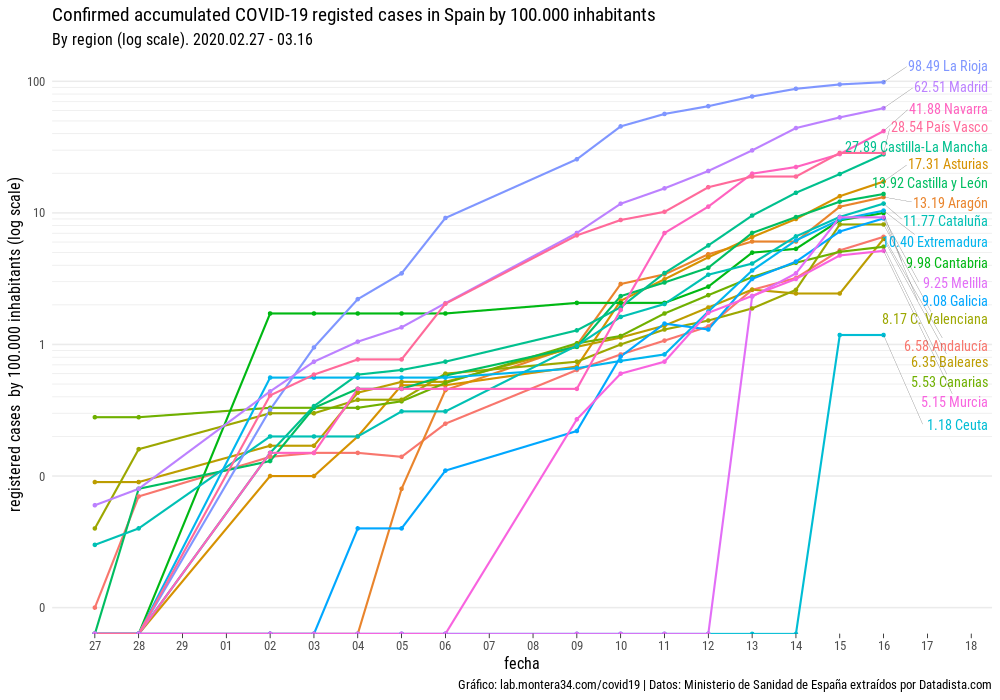 Confirmed accumulated COVID-19 registed cases in Spain by 100.000 inhabitants
By region (log scale). 2020.02.27 - 03.16
registered cases by 100.000 inhabitants (log scale)
100
10
1
0
0
98.49 La Rioja
62.51 Madrid
41.88 Navarra
28.54 País Vasco
27.89 Castilla-La Mancha
17.31 Asturias
13.92 Castilla y León
13.19 Aragón
11.77 Cataluña
10.40 Extremadura
9.98 Cantabria
9.25 Melilla
9.08 Galicia
8.17 C. Valenciana
6.58 Andalucía
6.35 Baleares
5.53 Canarias
5.15 Murcia
1.18 Ceuta
27 28 29 01 02 03 04 05 06 07 08 09 10 11 12 13 14 15 16 17 18
fecha
Gráfico: lab.montera34.com/covid19 | Datos: Ministerio de Sanidad de España extraídos por Datadista.com